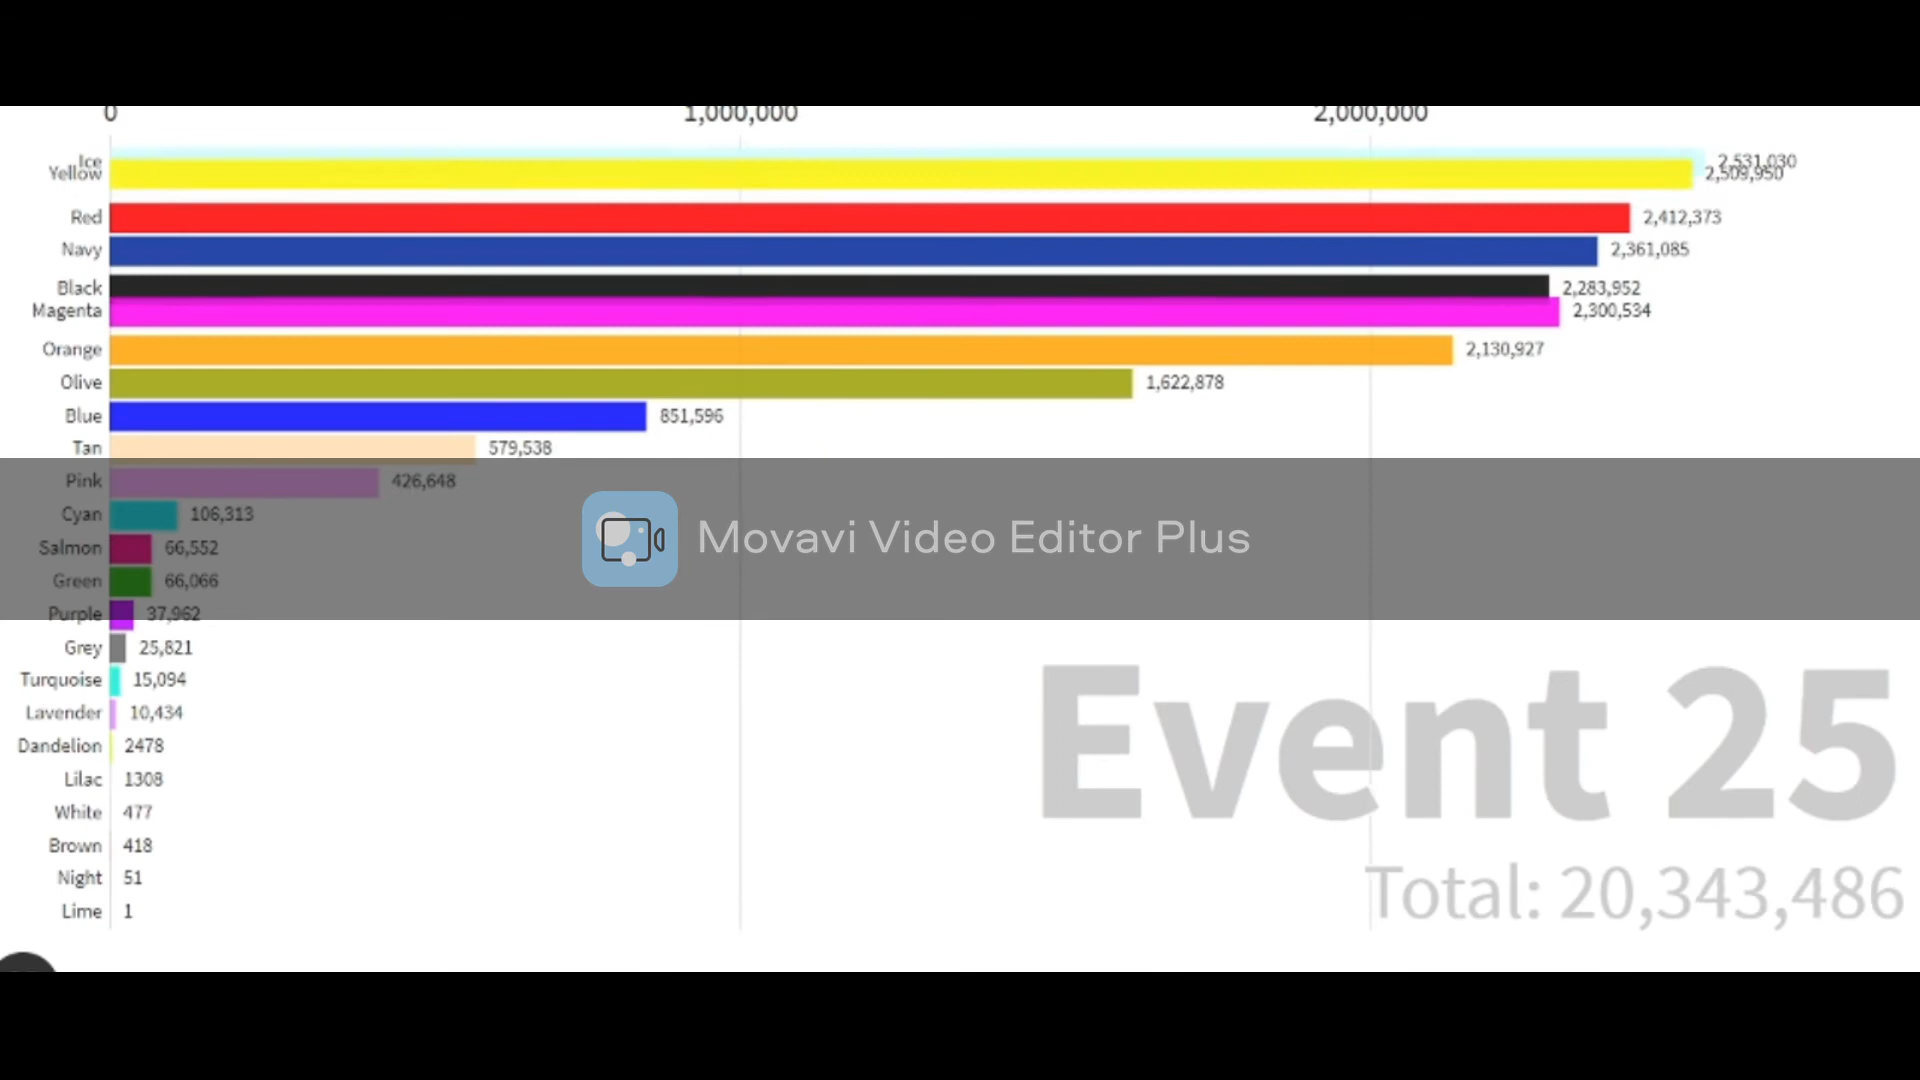 0 1,000,000 2,000,000
Ice 2,531,030
Yellow 2,509,950
Red 2,412,373
Navy 2,361,085
Black 2,283,952
Magenta 2,300,534
Orange 2,130,927
Olive 1,622,878
Blue 851,596
Tan 579,538
Pink 426,648
Cyan 106,313
Salmon 66,552
Green 66,066
Purple 37,962
Grey 25,821
Turquoise 15,094
Lavender 10,434
Dandelion 2478
Lilac 1308
White 477
Brown 418
Night 51
Lime 1
Movavi Video Editor Plus
Event 25
Total: 20,343,486